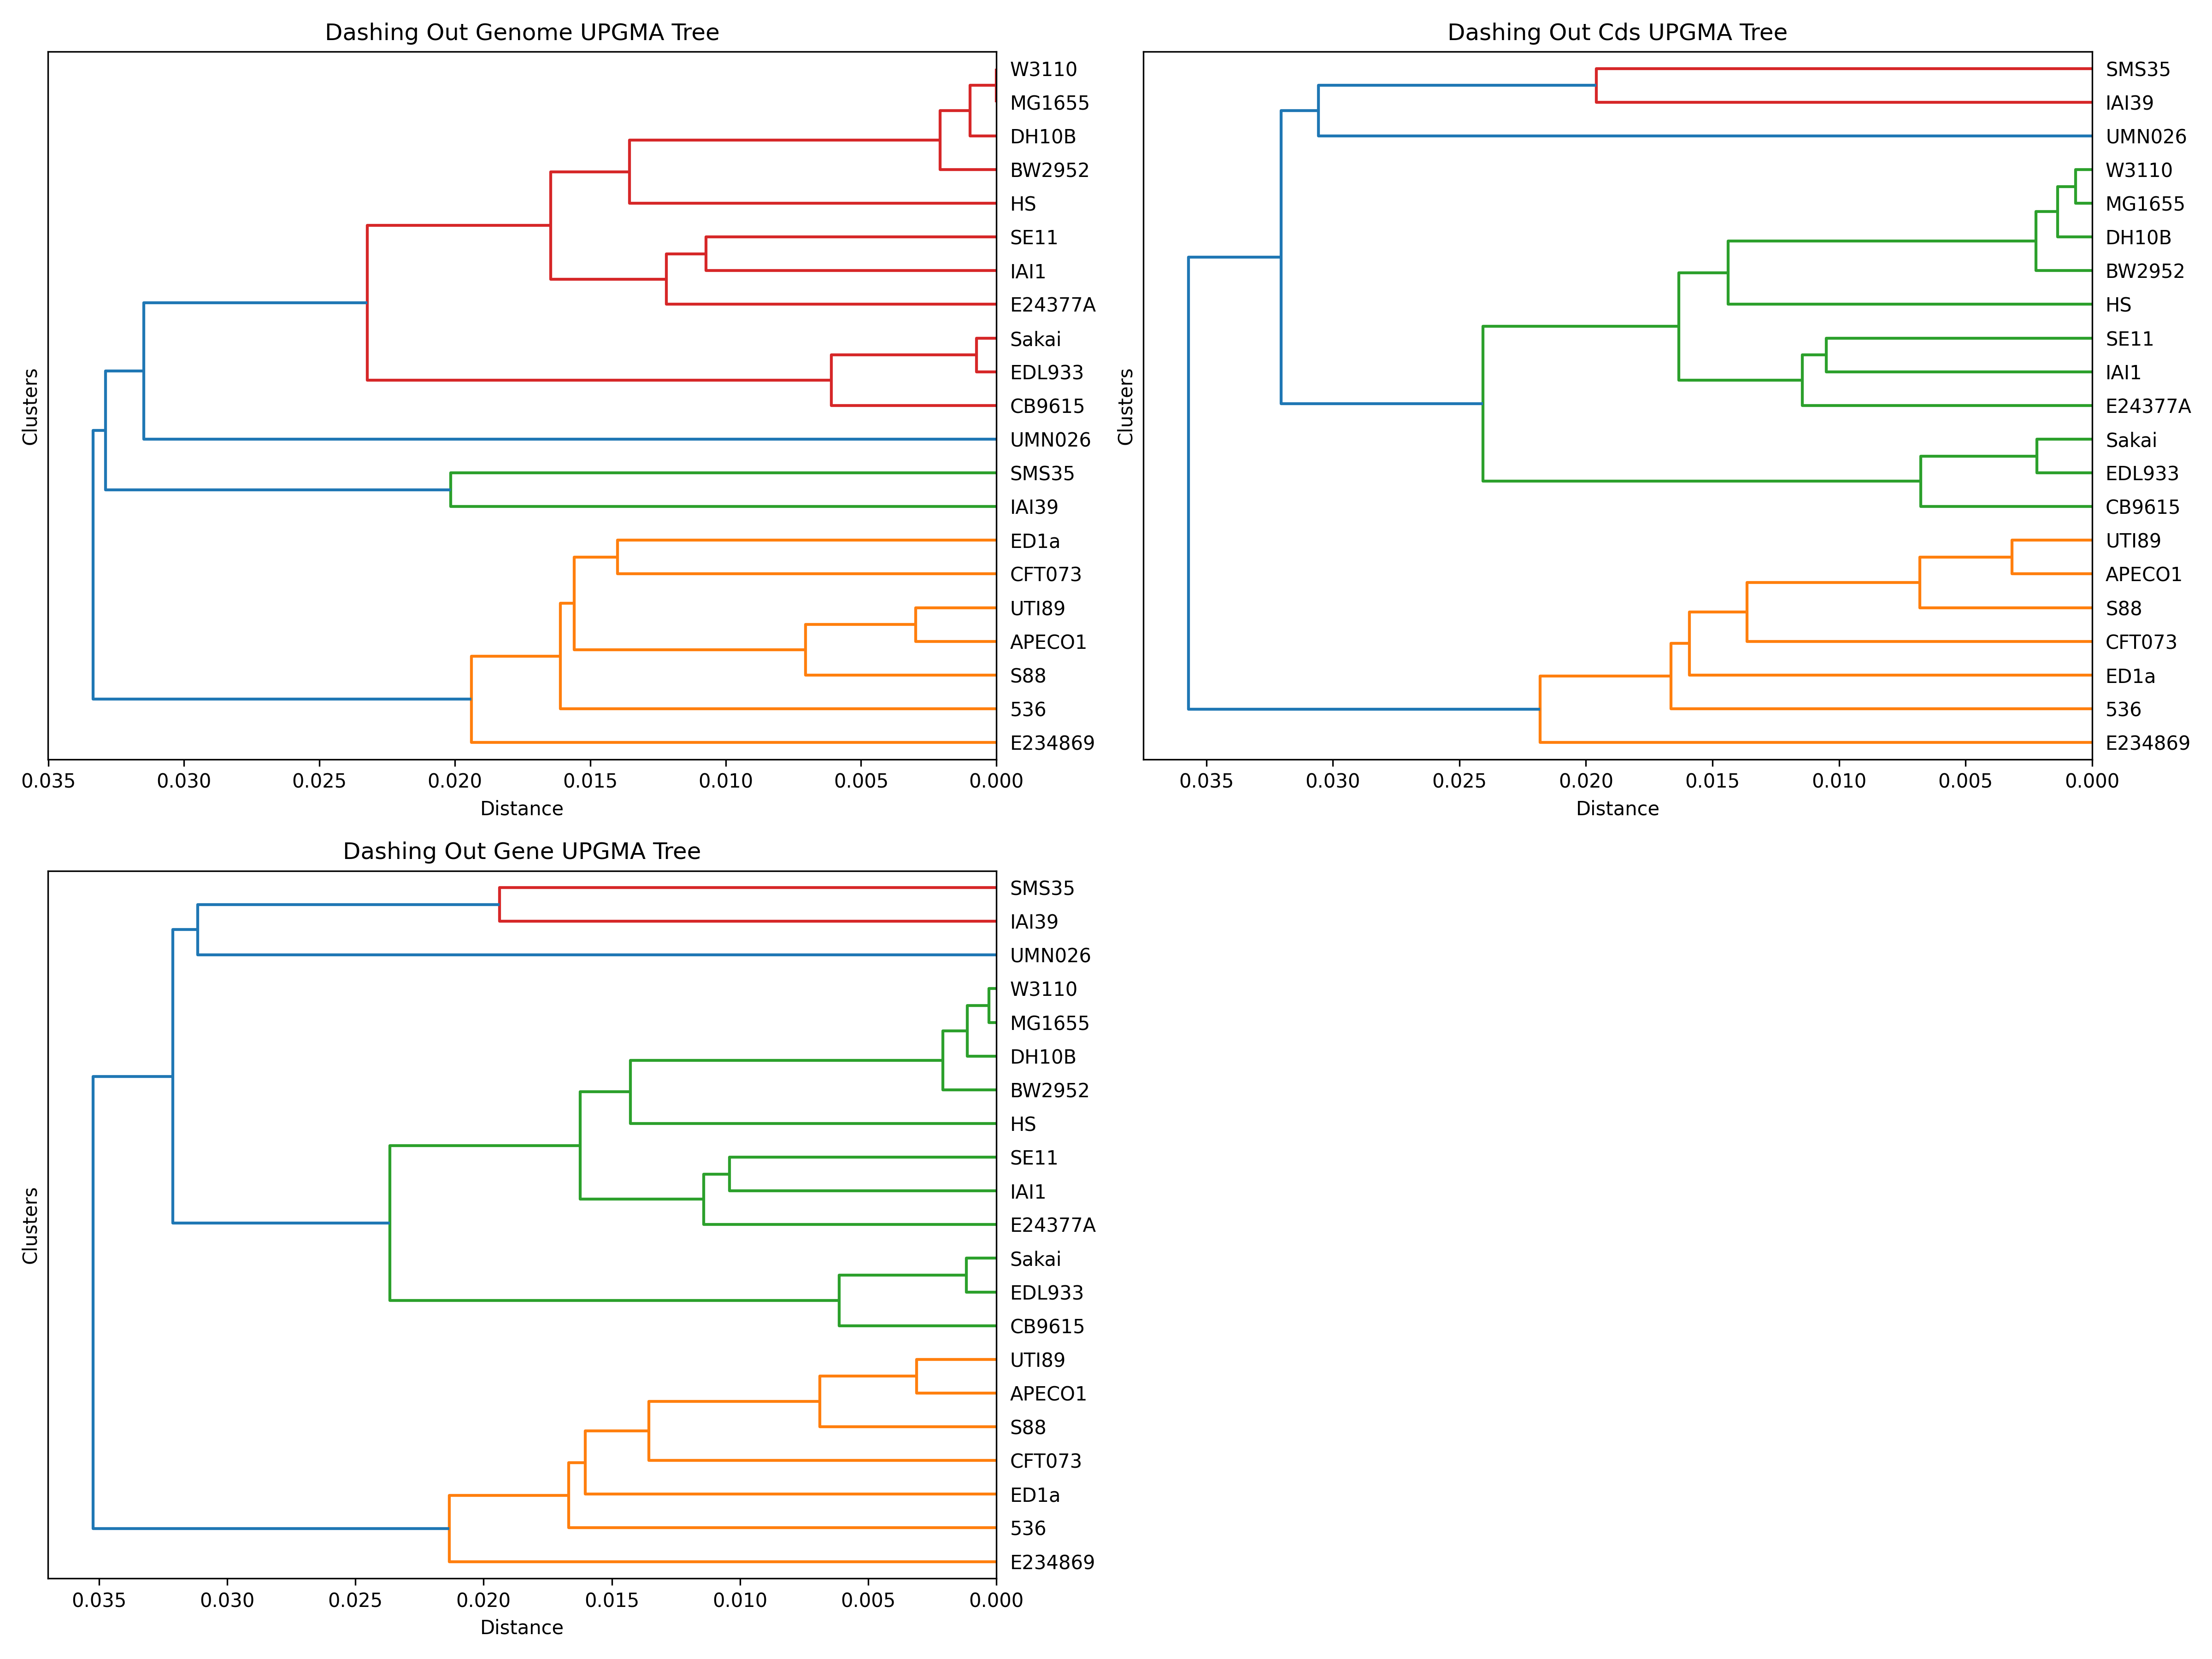 Dashing Out Genome UPGMA Tree
W3110
MG1655
DH10B
BW2952
HS
SE11
IAI1
E24377A
Sakai
EDL933
CB9615
UMN026
SMS35
IAI39
ED1a
CFT073
UTI89
APECO1
S88
536
E234869
Clusters
0.035 0.030 0.025 0.020 0.015 0.010 0.005 0.000
Distance
Dashing Out Cds UPGMA Tree
SMS35
IAI39
UMN026
W3110
MG1655
DH10B
BW2952
HS
SE11
IAI1
E24377A
Sakai
EDL933
CB9615
UTI89
APECO1
S88
CFT073
ED1a
536
E234869
Clusters
0.035 0.030 0.025 0.020 0.015 0.010 0.005 0.000
Distance
Dashing Out Gene UPGMA Tree
SMS35
IAI39
UMN026
W3110
MG1655
DH10B
BW2952
HS
SE11
IAI1
E24377A
Sakai
EDL933
CB9615
UTI89
APECO1
S88
CFT073
ED1a
536
E234869
Clusters
0.035 0.030 0.025 0.020 0.015 0.010 0.005 0.000
Distance